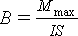 B = M_max / IS